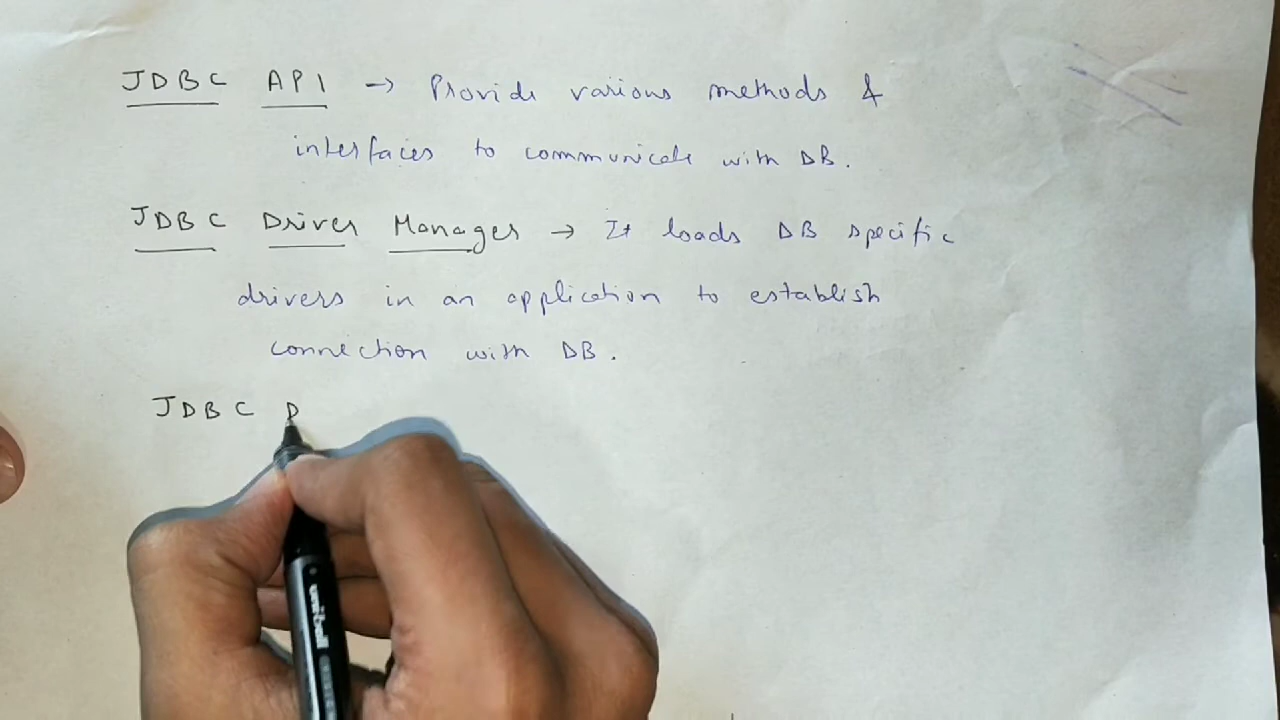 JDBC API → Provide various methods &
interfaces to communicate with DB.
JDBC Driver Manager → It loads DB specific
drivers in an application to establish
connection with DB.
JDBC D
uniball